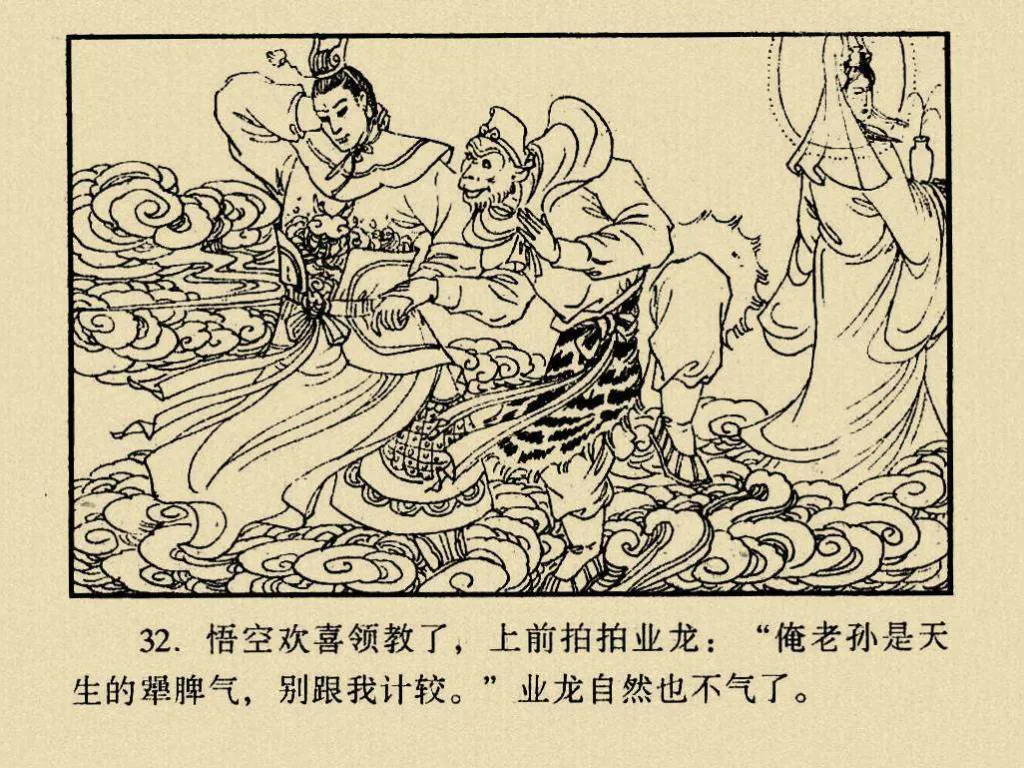 32. 悟空欢喜领教了，上前拍拍业龙：“俺老孙是天
生的犟脾气，别跟我计较。”业龙自然也不气了。